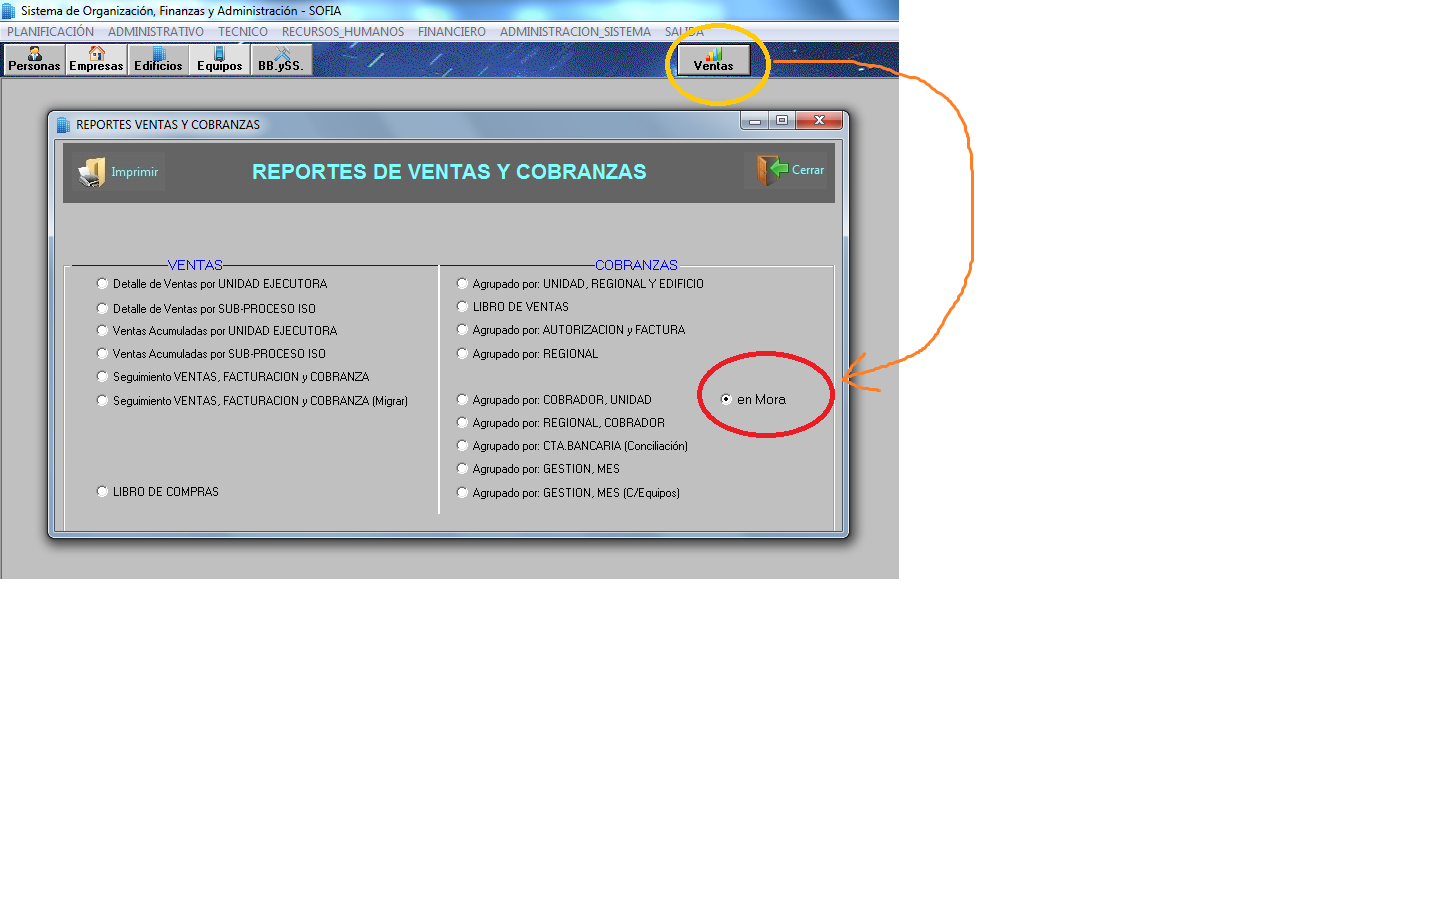 Sistema de Organización, Finanzas y Administración - SOFIA
PLANIFICACIÓN ADMINISTRATIVO TECNICO RECURSOS_HUMANOS FINANCIERO ADMINISTRACION_SISTEMA SALIDA
Personas Empresas Edificios Equipos BB.ySS. Ventas
REPORTES VENTAS Y COBRANZAS
Imprimir REPORTES DE VENTAS Y COBRANZAS Cerrar
VENTAS
Detalle de Ventas por UNIDAD EJECUTORA
Detalle de Ventas por SUB-PROCESO ISO
Ventas Acumuladas por UNIDAD EJECUTORA
Ventas Acumuladas por SUB-PROCESO ISO
Seguimiento VENTAS, FACTURACION y COBRANZA
Seguimiento VENTAS, FACTURACION y COBRANZA (Migrar)
LIBRO DE COMPRAS
COBRANZAS
Agrupado por: UNIDAD, REGIONAL Y EDIFICIO
LIBRO DE VENTAS
Agrupado por: AUTORIZACION y FACTURA
Agrupado por: REGIONAL
Agrupado por: COBRADOR, UNIDAD en Mora
Agrupado por: REGIONAL, COBRADOR
Agrupado por: CTA.BANCARIA (Conciliación)
Agrupado por: GESTION, MES
Agrupado por: GESTION, MES (C/Equipos)